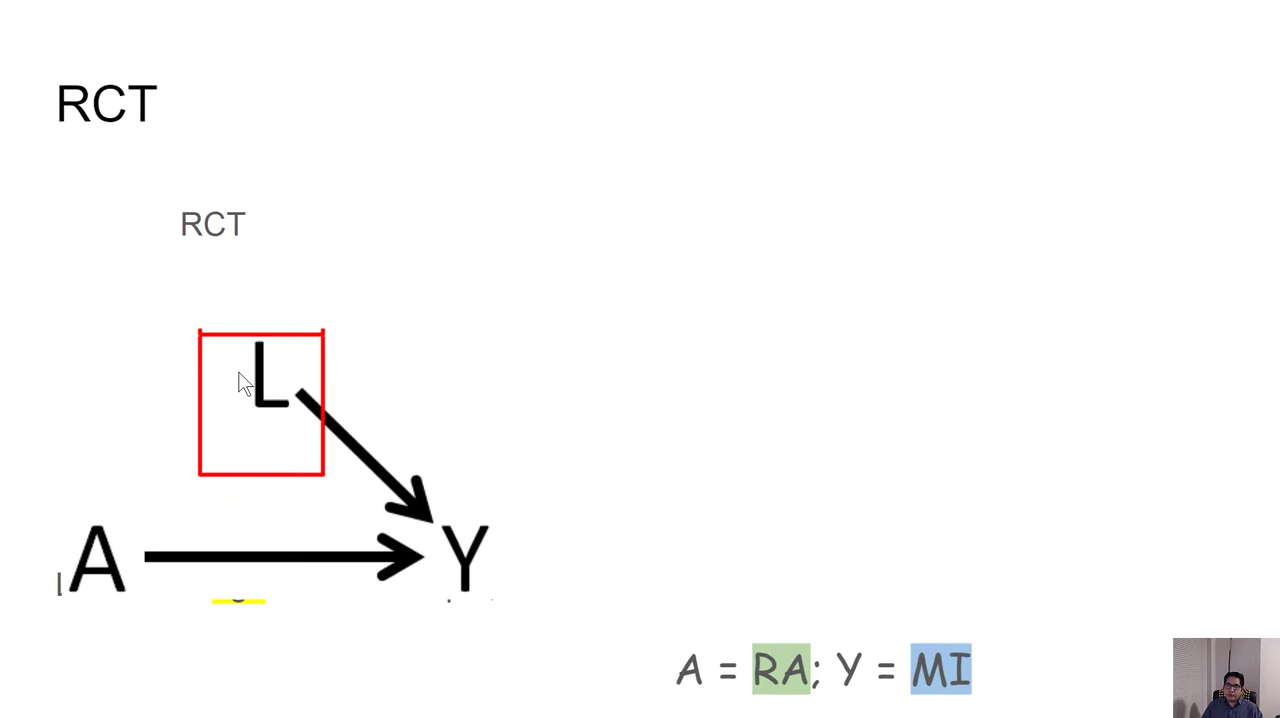 RCT
RCT
L
A Y
A = RA; Y = MI